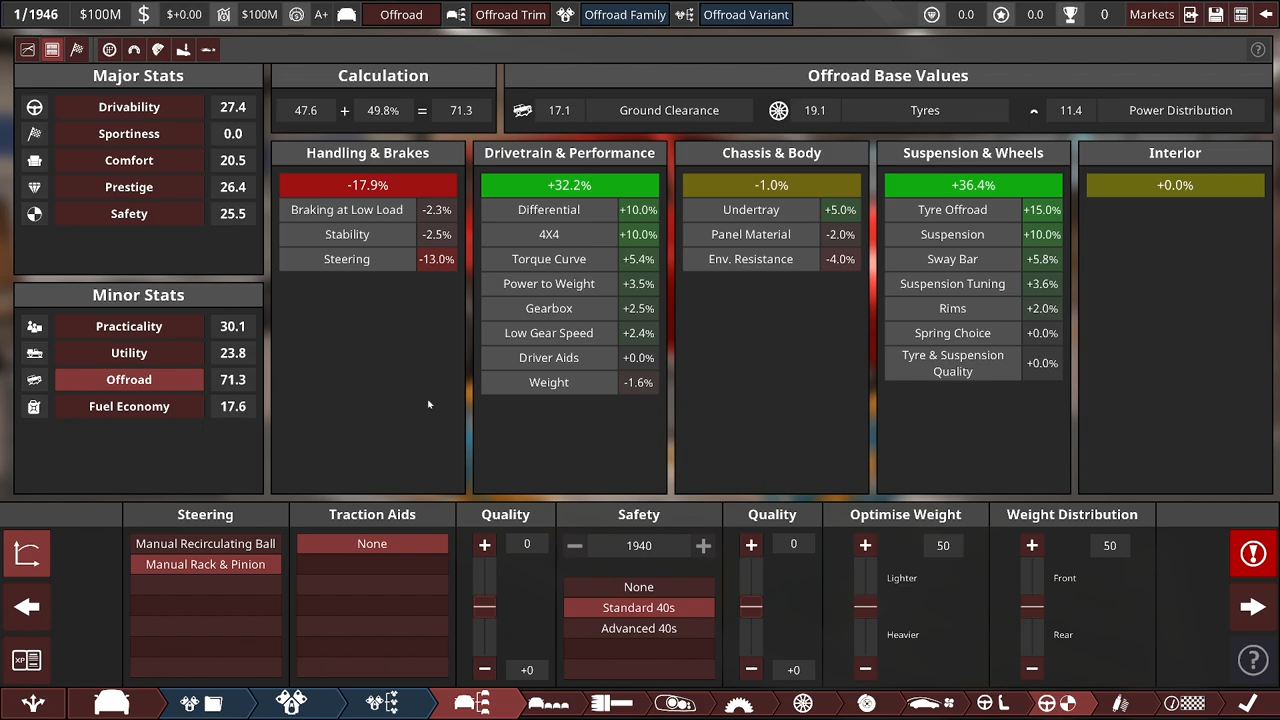 1/1946 $100M $ $+0.00 $100M A+ Offroad Offroad Trim Offroad Family Offroad Variant 0.0 0.0 0 Markets
?
Major Stats
Drivability 27.4
Sportiness 0.0
Comfort 20.5
Prestige 26.4
Safety 25.5
Minor Stats
Practicality 30.1
Utility 23.8
Offroad 71.3
Fuel Economy 17.6
Calculation
47.6 + 49.8% = 71.3
Offroad Base Values
17.1 Ground Clearance 19.1 Tyres 11.4 Power Distribution
Handling & Brakes
-17.9%
Braking at Low Load -2.3%
Stability -2.5%
Steering -13.0%
Drivetrain & Performance
+32.2%
Differential +10.0%
4X4 +10.0%
Torque Curve +5.4%
Power to Weight +3.5%
Gearbox +2.5%
Low Gear Speed +2.4%
Driver Aids +0.0%
Weight -1.6%
Chassis & Body
-1.0%
Undertray +5.0%
Panel Material -2.0%
Env. Resistance -4.0%
Suspension & Wheels
+36.4%
Tyre Offroad +15.0%
Suspension +10.0%
Sway Bar +5.8%
Suspension Tuning +3.6%
Rims +2.0%
Spring Choice +0.0%
Tyre & Suspension
Quality +0.0%
Interior
+0.0%
Steering
Manual Recirculating Ball
Manual Rack & Pinion
Traction Aids
None
Quality
+ 0
- +0
Safety
- 1940 +
None
Standard 40s
Advanced 40s
Quality
+ 0
- +0
Optimise Weight
+ 50
Lighter
Heavier
-
Weight Distribution
+ 50
Front
Rear
-
XP
?